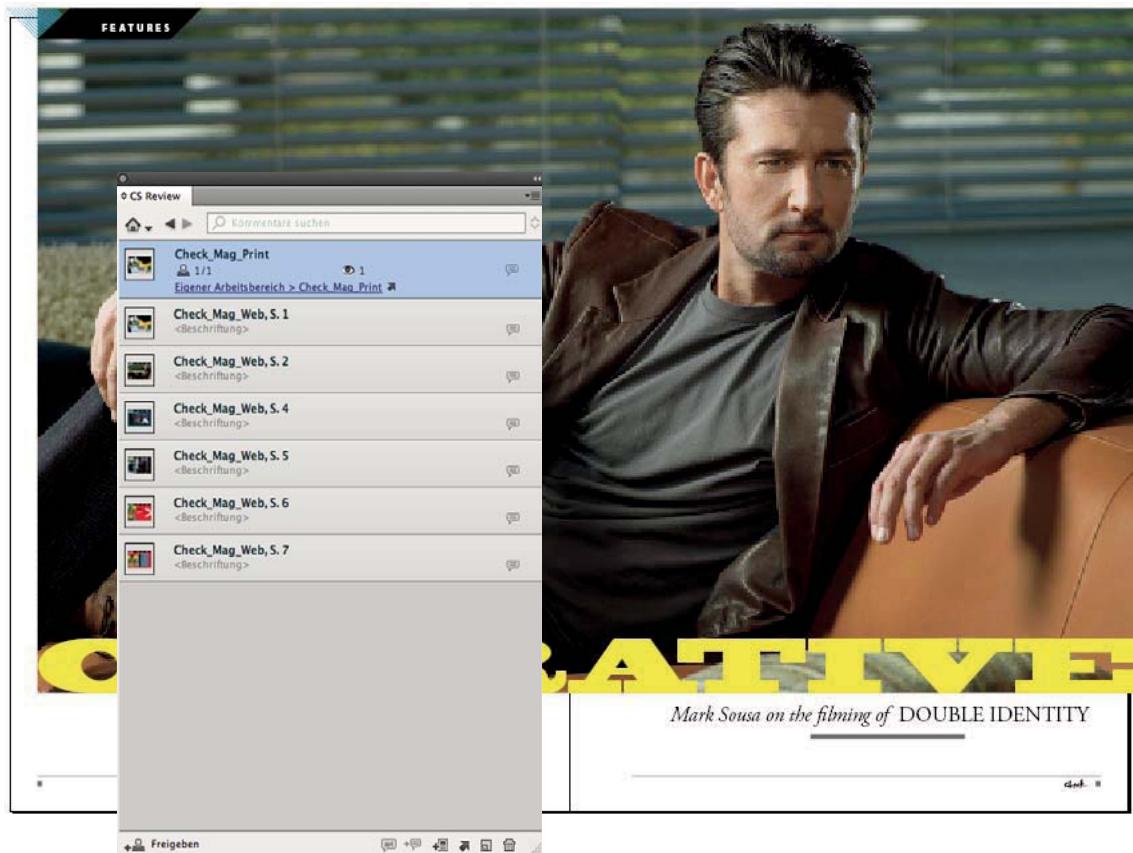 FEATURES
CS Review
Kommentare suchen
Check_Mag_Print
1/1 1
Eigener Arbeitsbereich > Check_Mag_Print
Check_Mag_Web, S. 1
<Beschriftung>
Check_Mag_Web, S. 2
<Beschriftung>
Check_Mag_Web, S. 4
<Beschriftung>
Check_Mag_Web, S. 5
<Beschriftung>
Check_Mag_Web, S. 6
<Beschriftung>
Check_Mag_Web, S. 7
<Beschriftung>
Freigeben
ATIVE
Mark Sousa on the filming of DOUBLE IDENTITY